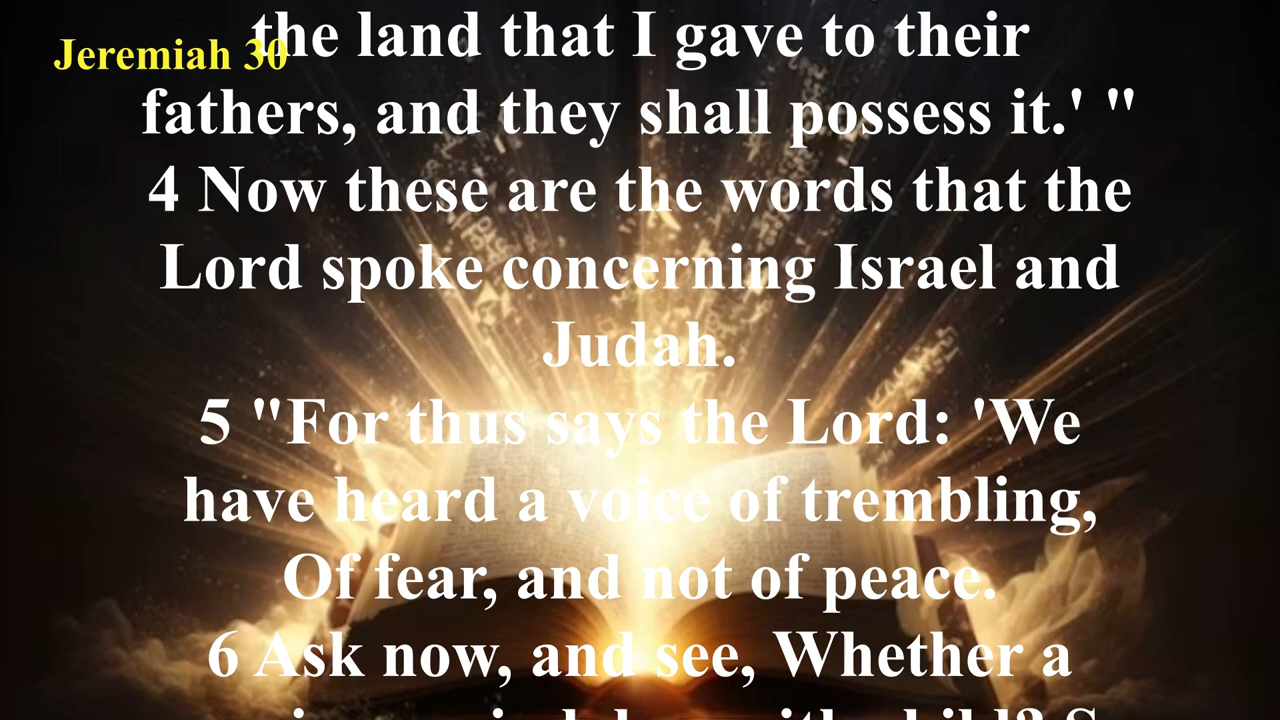 Jeremiah 30
the land that I gave to their
fathers, and they shall possess it.' "
4 Now these are the words that the
Lord spoke concerning Israel and
Judah.
5 "For thus says the Lord: 'We
have heard a voice of trembling,
Of fear, and not of peace.
6 Ask now, and see, Whether a